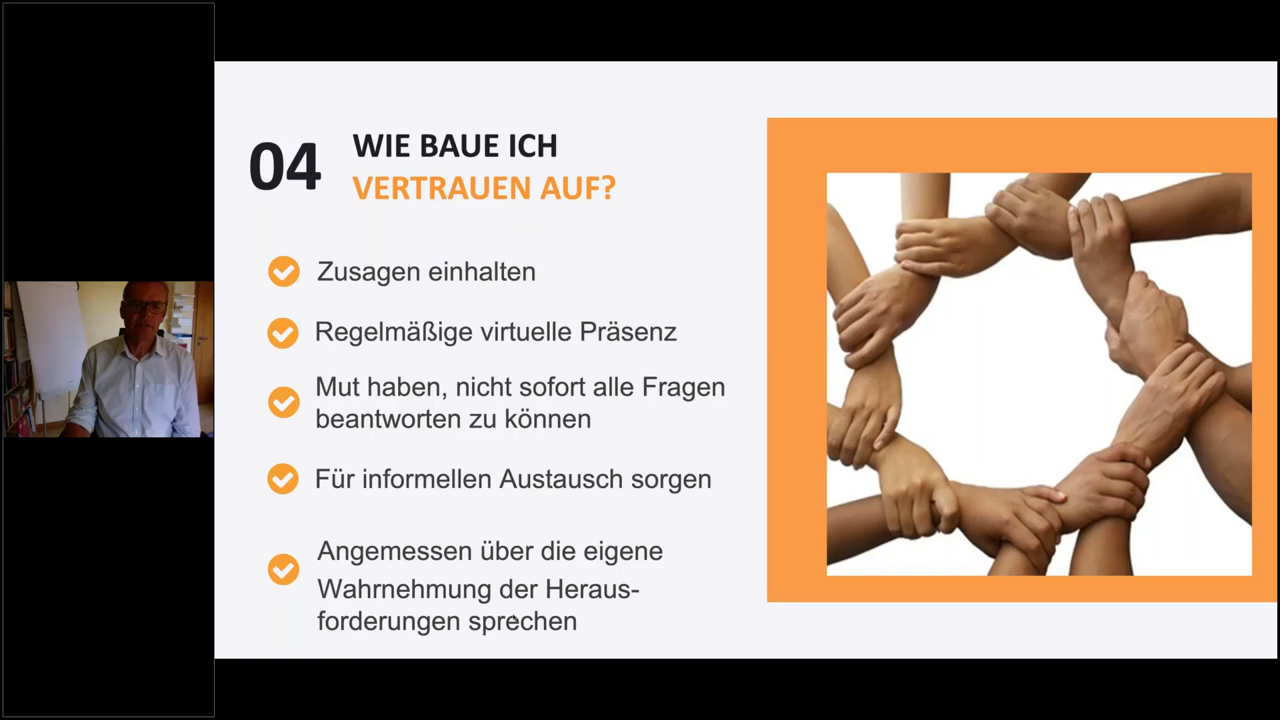 04
WIE BAUE ICH
VERTRAUEN AUF?
Zusagen einhalten
Regelmäßige virtuelle Präsenz
Mut haben, nicht sofort alle Fragen
beantworten zu können
Für informellen Austausch sorgen
Angemessen über die eigene
Wahrnehmung der Heraus-
forderungen sprechen